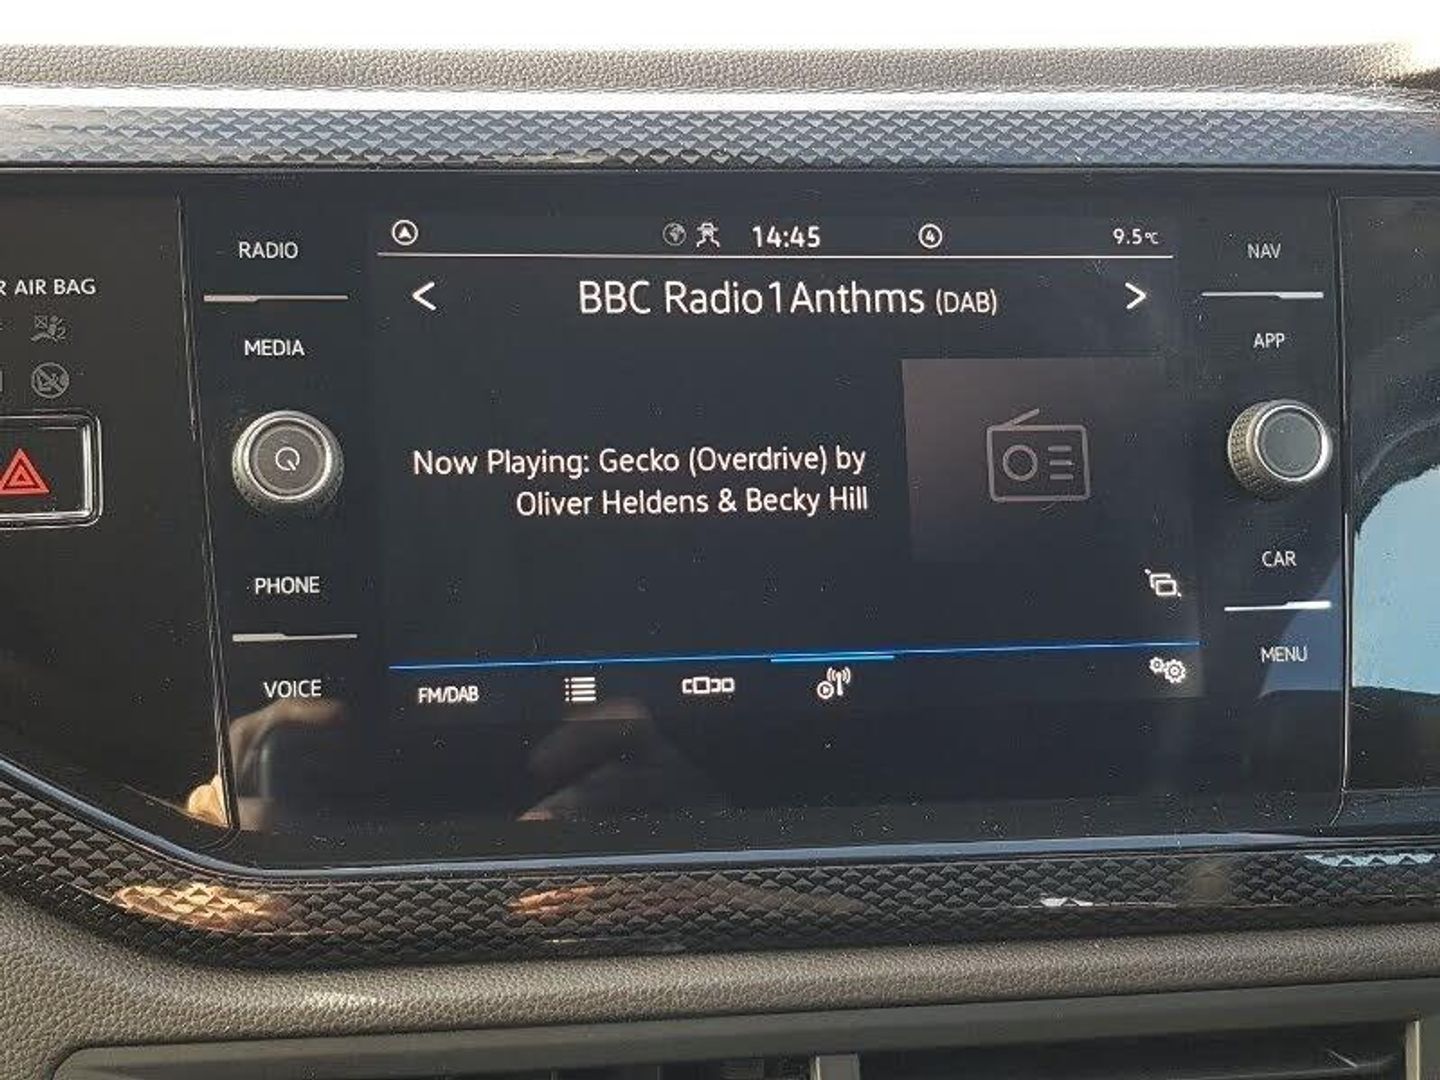 RADIO
14:45
4
9.5°C
NAV
R AIR BAG
< BBC Radio1Anthms (DAB) >
MEDIA
APP
Now Playing: Gecko (Overdrive) by
Oliver Heldens & Becky Hill
PHONE
CAR
VOICE
FM/DAB
MENU